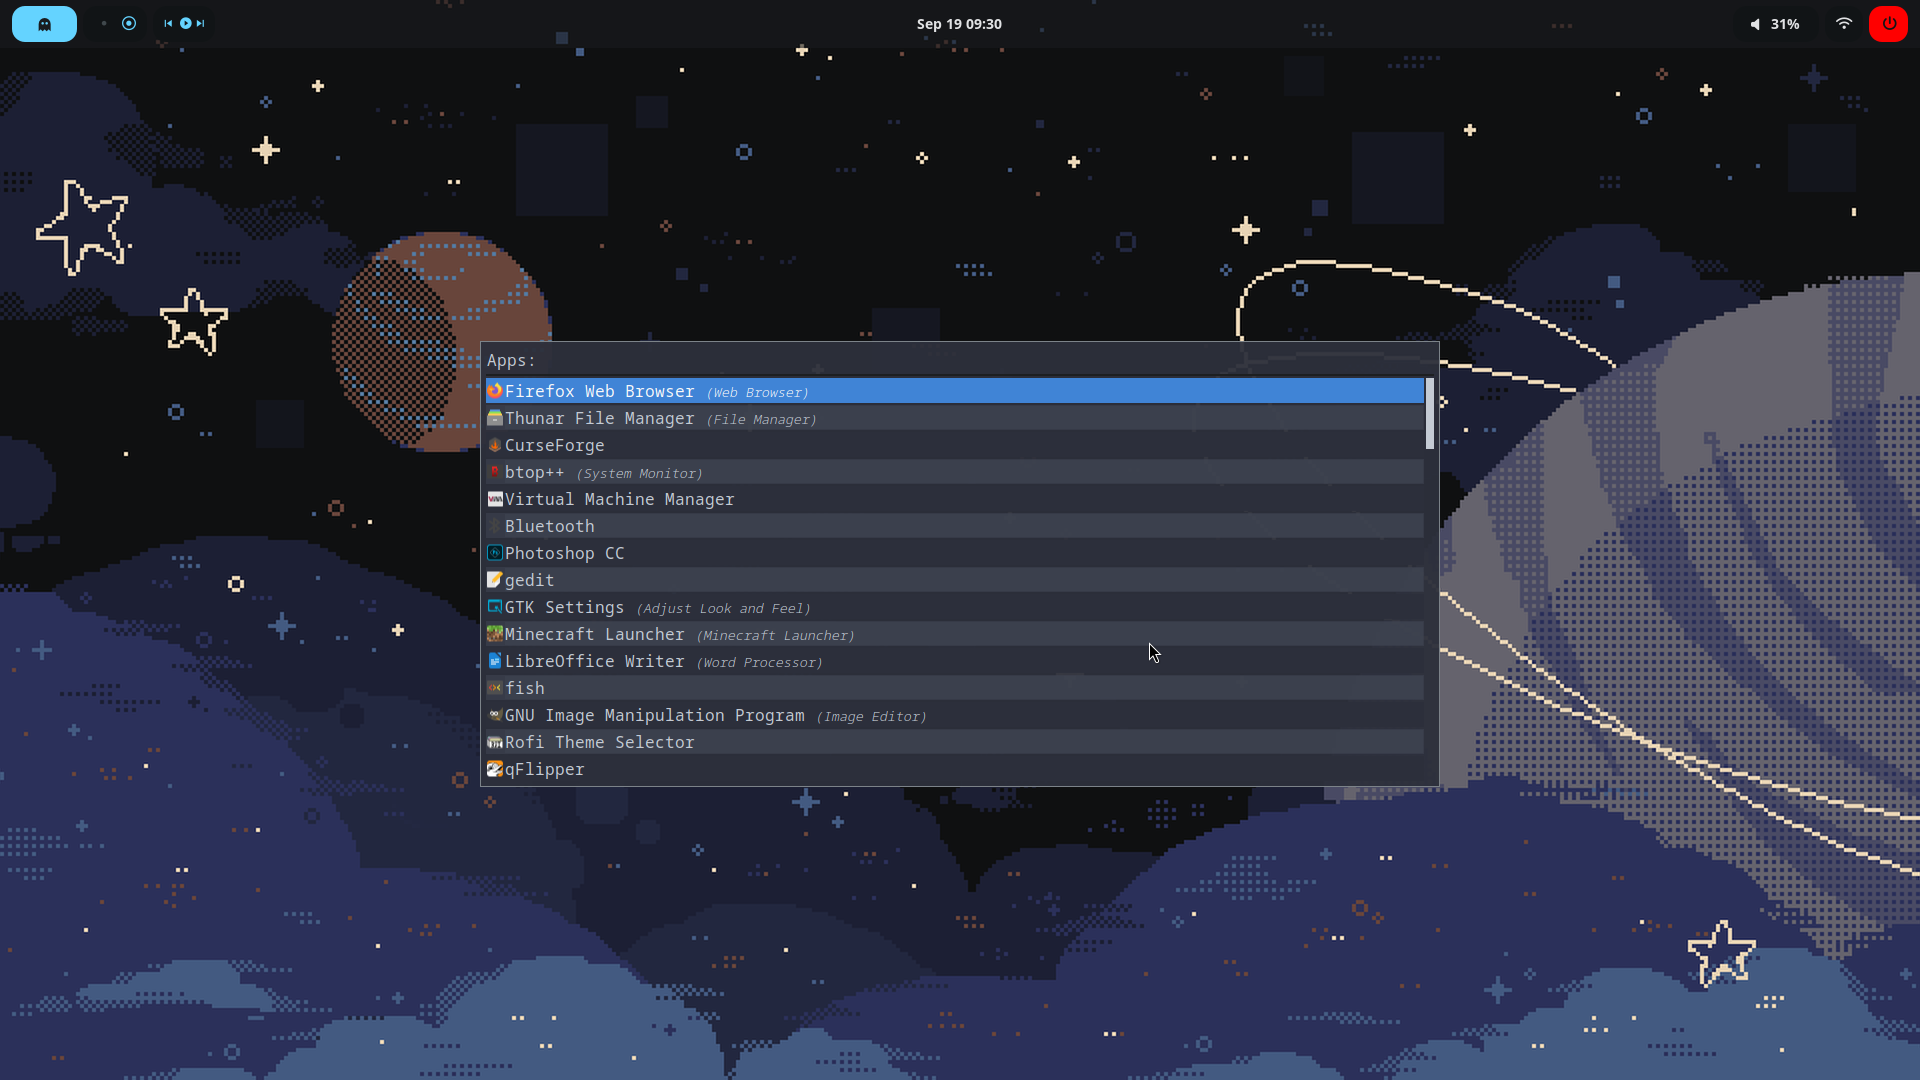 Sep 19 09:30
31%
Apps:
Firefox Web Browser (Web Browser)
Thunar File Manager (File Manager)
CurseForge
btop++ (System Monitor)
Virtual Machine Manager
Bluetooth
Photoshop CC
gedit
GTK Settings (Adjust Look and Feel)
Minecraft Launcher (Minecraft Launcher)
LibreOffice Writer (Word Processor)
fish
GNU Image Manipulation Program (Image Editor)
Rofi Theme Selector
qFlipper